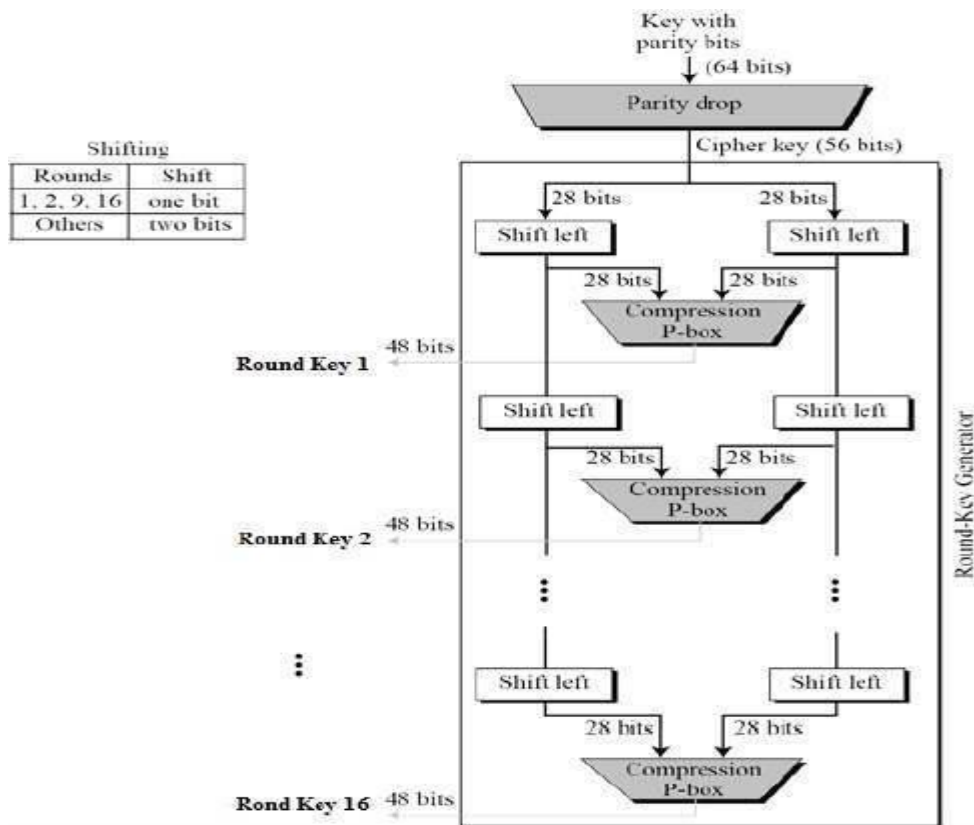 Key with
parity bits
(64 bits)
Parity drop
Cipher key (56 bits)
Shifting
Rounds Shift
1, 2, 9, 16 one bit
Others two bits
28 bits 28 bits
Shift left Shift left
28 bits 28 bits
Compression
P-box
48 bits
Round Key 1
Shift left Shift left
28 bits 28 bits
Compression
P-box
48 bits
Round Key 2
Round-Key Generator
Shift left Shift left
28 bits 28 bits
Compression
P-box
Rond Key 16 48 bits